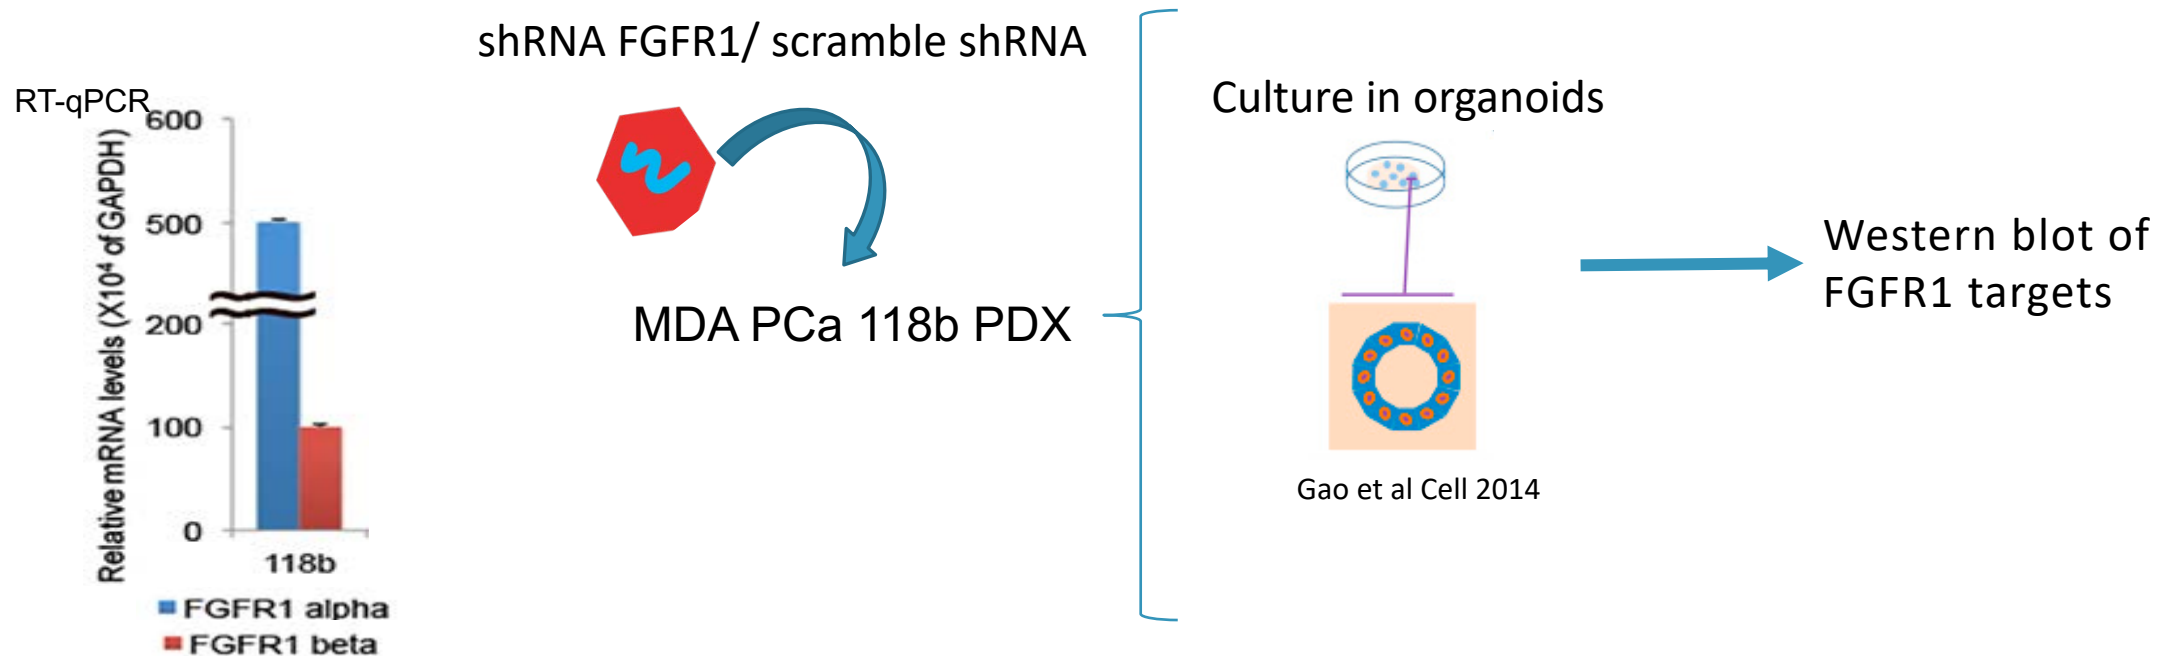 shRNA FGFR1/ scramble shRNA
RT-qPCR
Relative mRNA levels (X10⁴ of GAPDH)
600
500
200
100
0
118b
FGFR1 alpha
FGFR1 beta
MDA PCa 118b PDX
Culture in organoids
Gao et al Cell 2014
Western blot of
FGFR1 targets